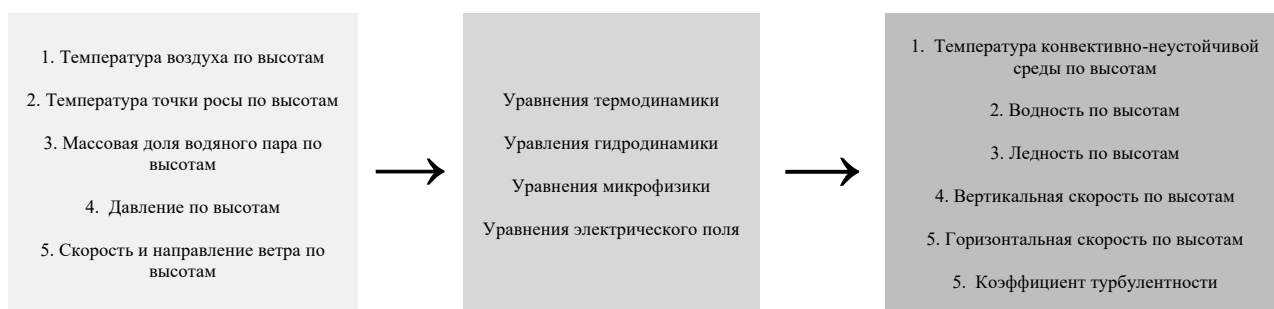 1. Температура воздуха по высотам
2. Температура точки росы по высотам
3. Массовая доля водяного пара по
высотам
4. Давление по высотам
5. Скорость и направление ветра по
высотам
Уравнения термодинамики
Уравления гидродинамики
Уравнения микрофизики
Уравнения электрического поля
1. Температура конвективно-неустойчивой
среды по высотам
2. Водность по высотам
3. Ледность по высотам
4. Вертикальная скорость по высотам
5. Горизонтальная скорость по высотам
5. Коэффициент турбулентности